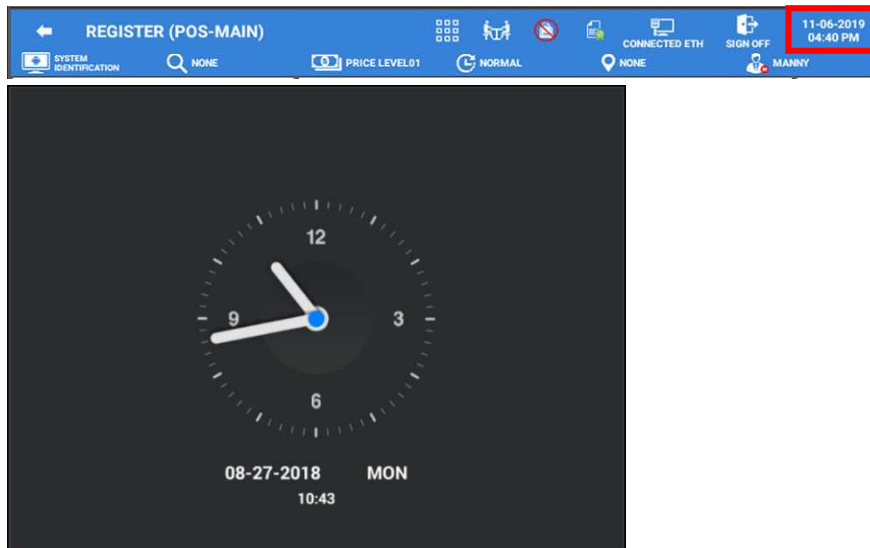 REGISTER (POS-MAIN)
CONNECTED ETH
SIGN OFF
11-06-2019
04:40 PM
SYSTEM
IDENTIFICATION
NONE
PRICE LEVEL01
NORMAL
NONE
MANNY
12
9
3
6
08-27-2018 MON
10:43